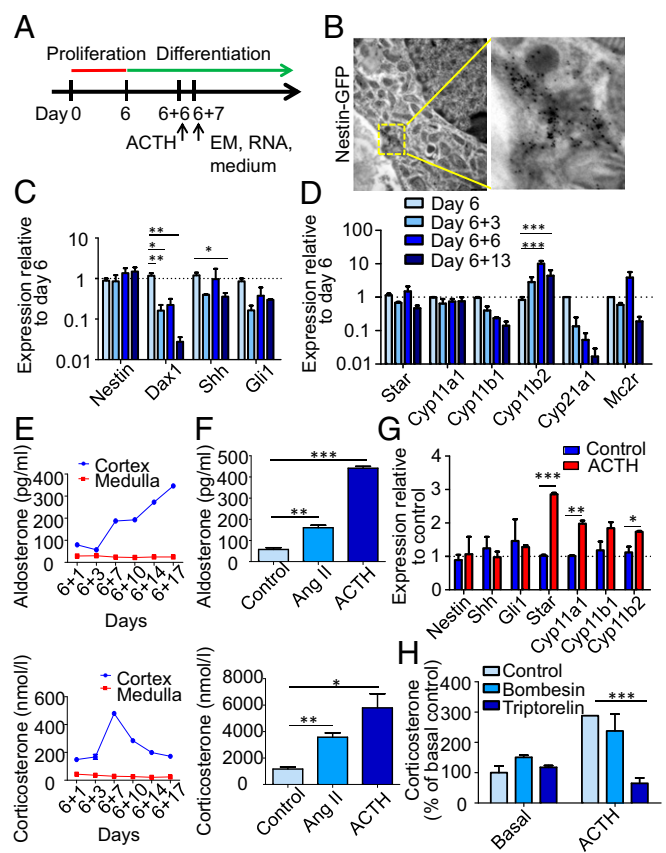 A
Proliferation Differentiation
Day 0 6 6+6 6+7
ACTH EM, RNA,
medium
B
Nestin-GFP
C
Expression relative
to day 6
10
1
0.1
0.01
** 
*
**
*
Nestin Dax1 Shh Gli1
D
Day 6
Day 6+3
Day 6+6
Day 6+13
Expression relative
to day 6
100
10
1
0.1
0.01
***
***
Star Cyp11a1 Cyp11b1 Cyp11b2 Cyp21a1 Mc2r
E
Aldosterone (pg/ml)
Cortex
Medulla
400
300
200
100
0
6+1 6+3 6+7 6+10 6+14 6+17
Days
Corticosterone (nmol/l)
Cortex
Medulla
600
400
200
0
6+1 6+3 6+7 6+10 6+14 6+17
Days
F
Aldosterone (pg/ml)
500
400
300
200
100
0
***
**
Control Ang II ACTH
Corticosterone (nmol/l)
8000
6000
4000
2000
0
*
**
Control Ang II ACTH
G
Control
ACTH
Expression relative
to control
4
3
2
1
0
***
**
*
Nestin Shh Gli1 Star Cyp11a1 Cyp11b1 Cyp11b2
H
Control
Bombesin
Triptorelin
Corticosterone
(% of basal control)
400
300
200
100
0
***
Basal ACTH